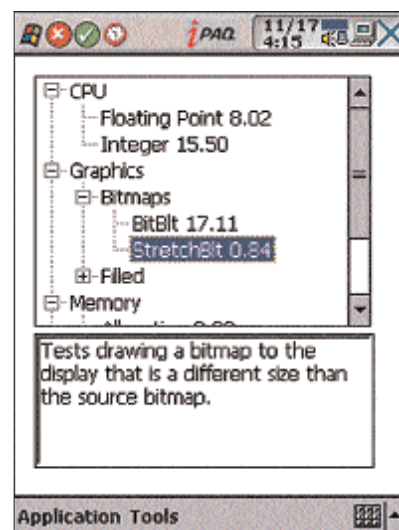 iPAQ 11/17
4:15
CPU
Floating Point 8.02
Integer 15.50
Graphics
Bitmaps
BitBlt 17.11
StretchBlt 0.84
Filled
Memory
Tests drawing a bitmap to the
display that is a different size than
the source bitmap.
Application Tools